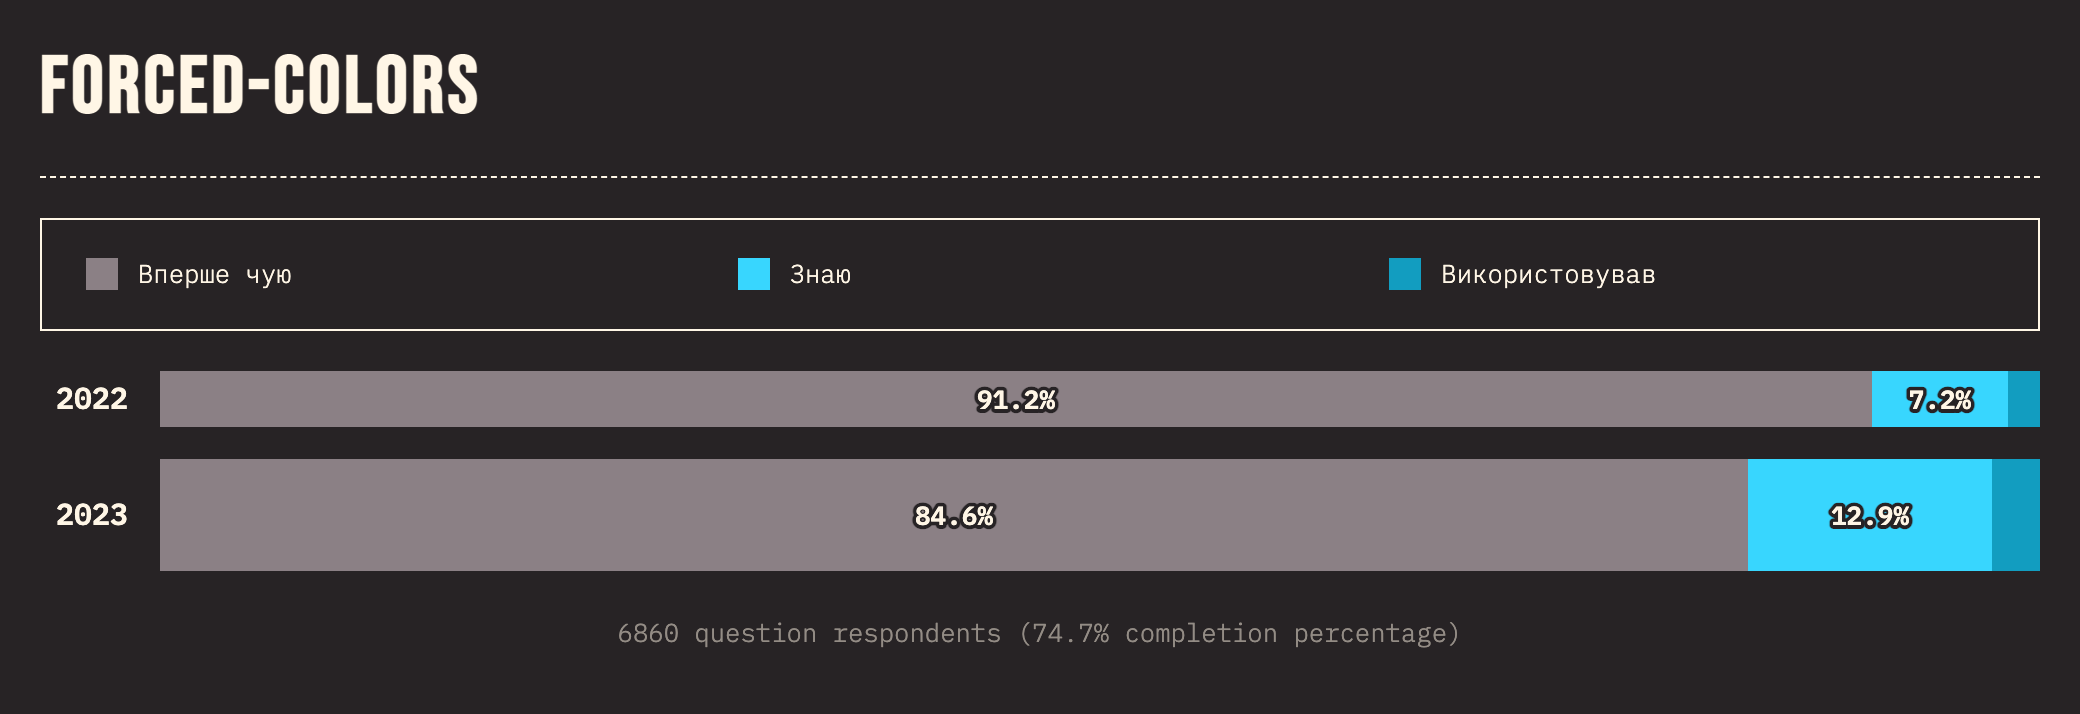 FORCED-COLORS
Вперше чую Знаю Використовував
2022 91.2% 7.2%
2023 84.6% 12.9%
6860 question respondents (74.7% completion percentage)